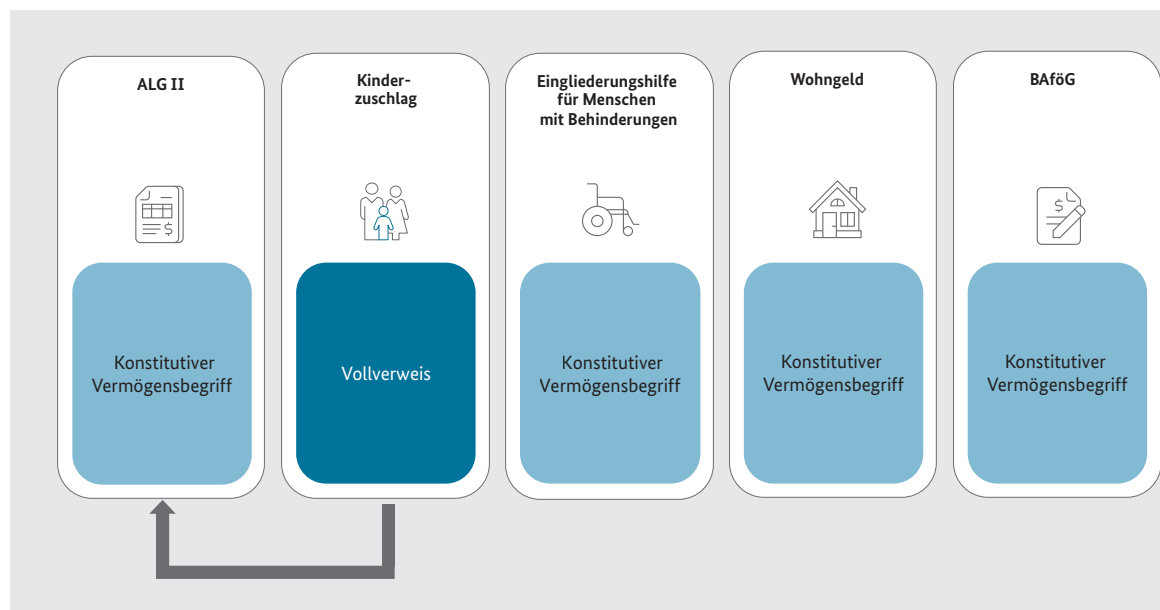 ALG II
Kinder-
zuschlag
Eingliederungshilfe
für Menschen
mit Behinderungen
Wohngeld
BAföG
$
$
Konstitutiver
Vermögensbegriff
Vollverweis
Konstitutiver
Vermögensbegriff
Konstitutiver
Vermögensbegriff
Konstitutiver
Vermögensbegriff